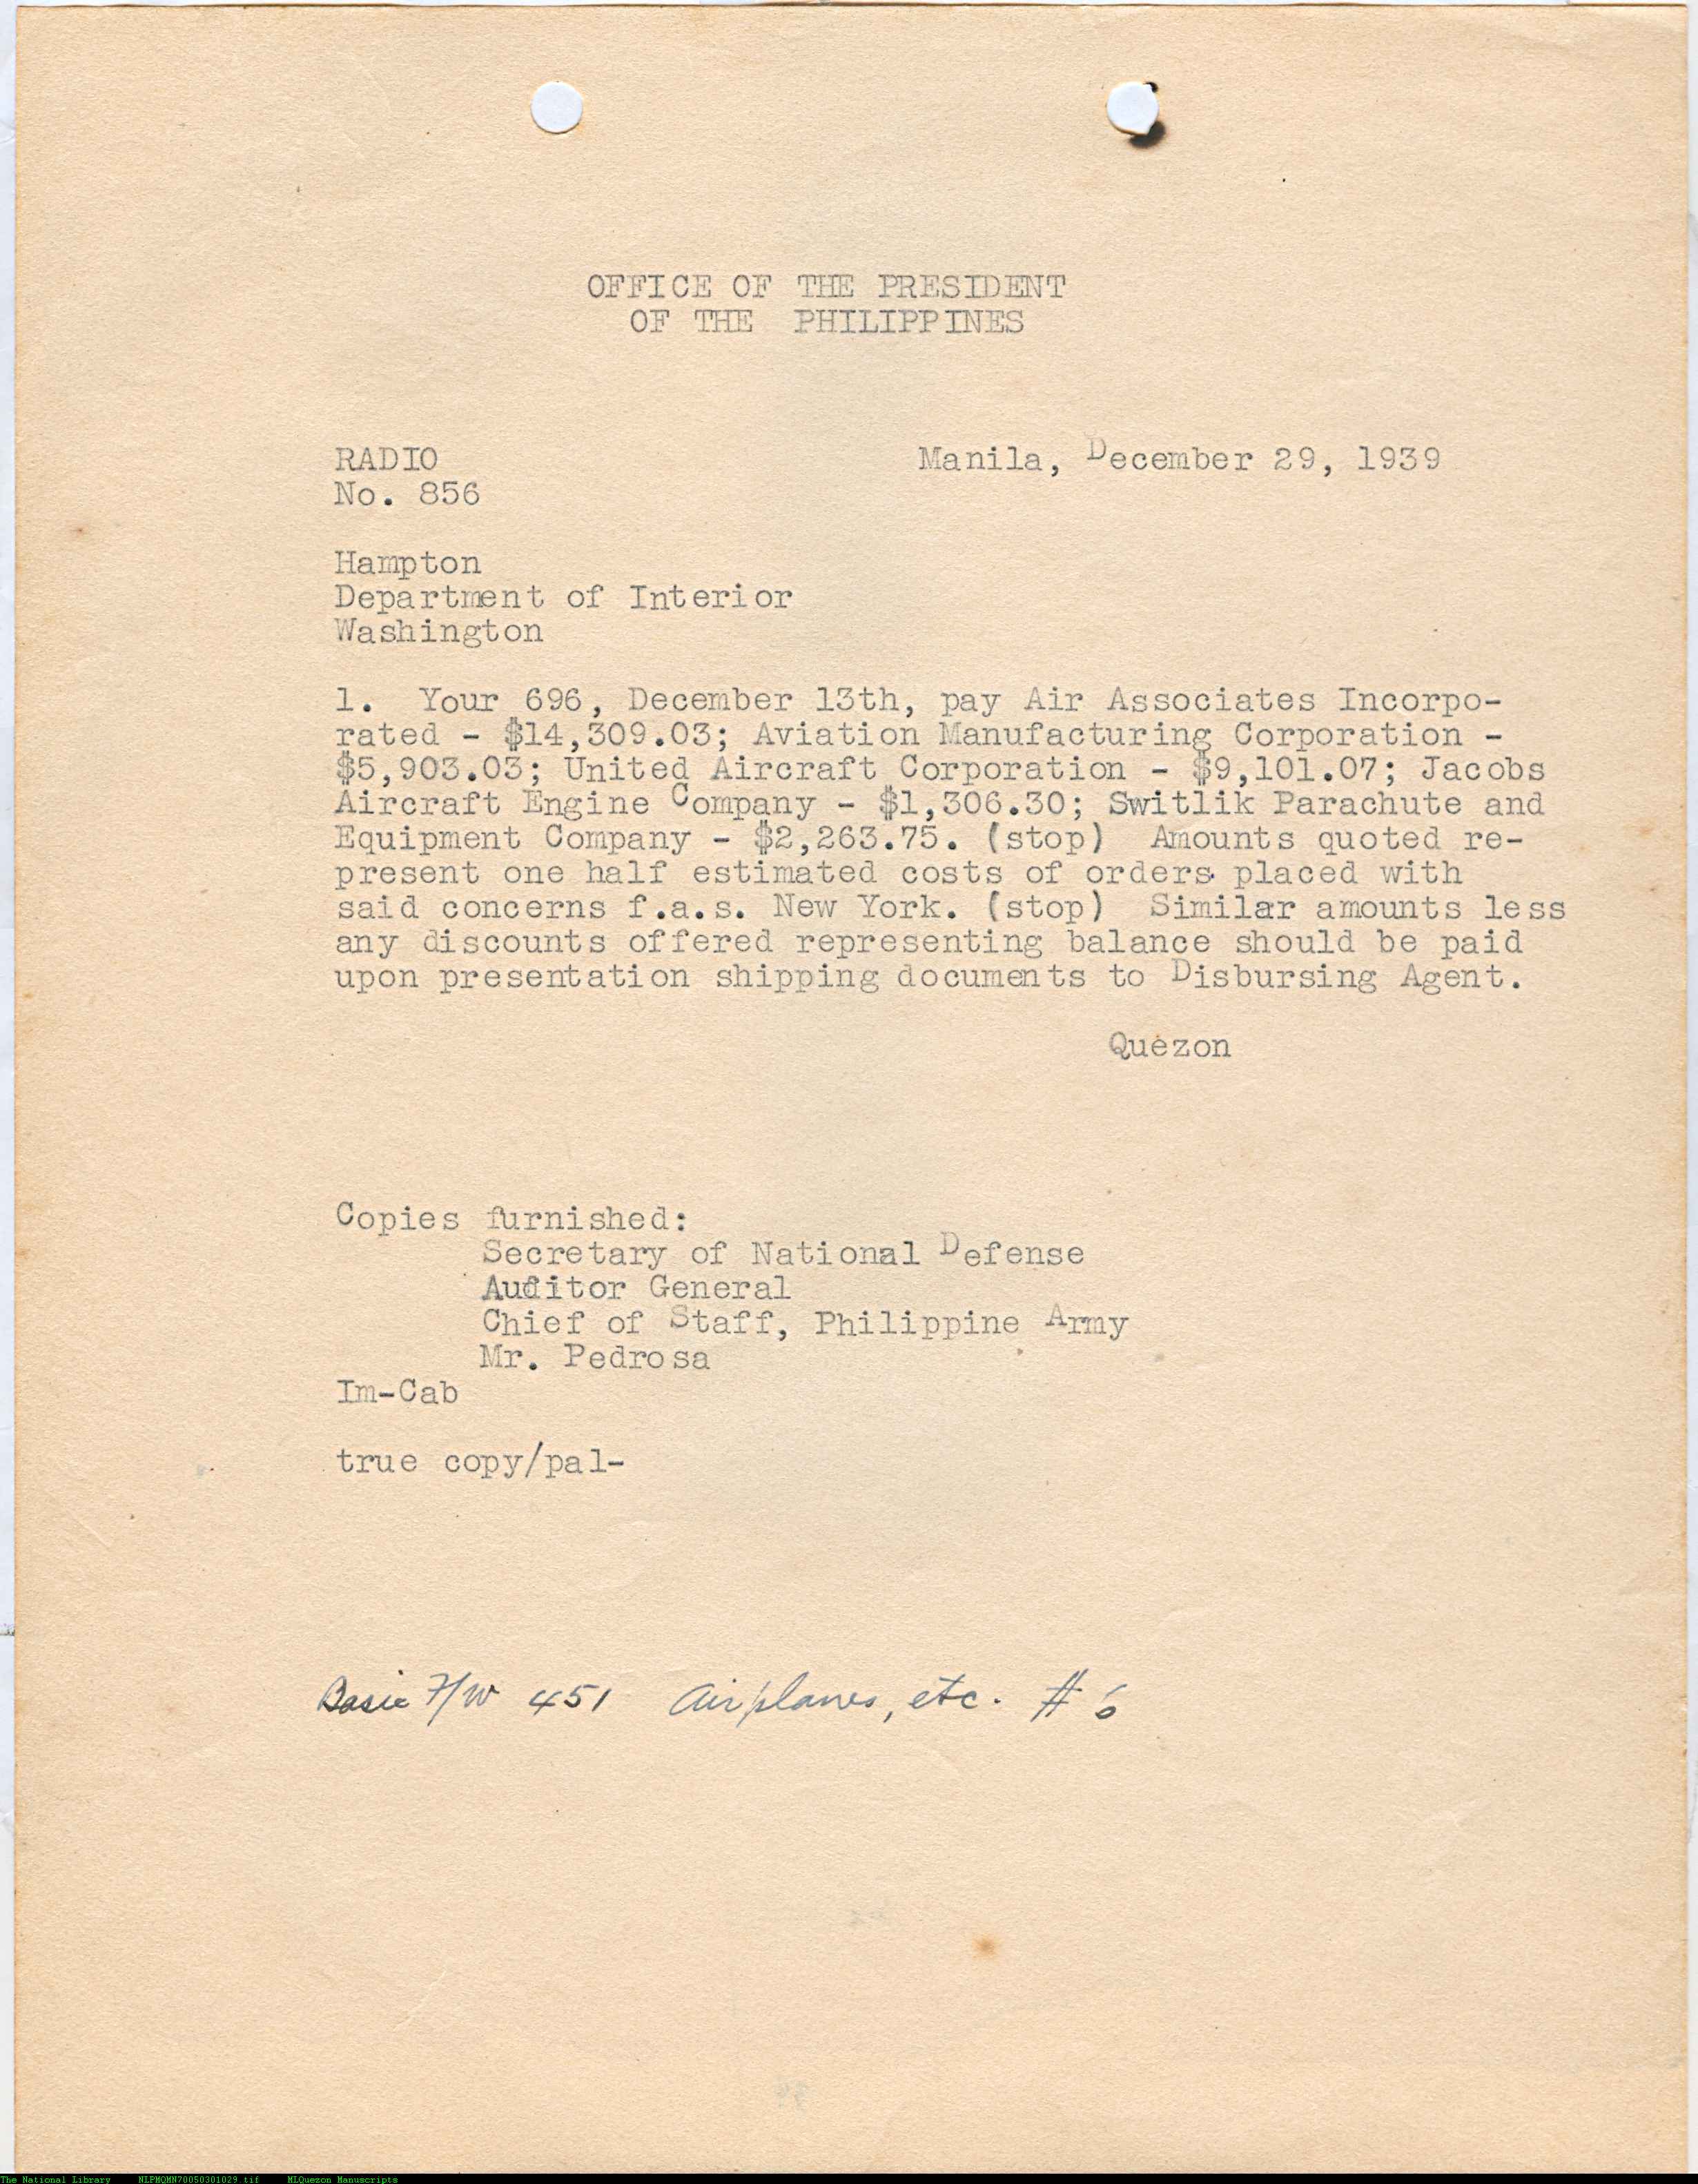 OFFICE OF THE PRESIDENT
OF THE PHILIPPINES
RADIO
No. 856
Manila, December 29, 1939
Hampton
Department of Interior
Washington
1. Your 696, December 13th, pay Air Associates Incorpo-
rated - $14,309.03; Aviation Manufacturing Corporation -
$5,903.03; United Aircraft Corporation - $9,101.07; Jacobs
Aircraft Engine Company - $1,306.30; Switlik Parachute and
Equipment Company - $2,263.75. (stop) Amounts quoted re-
present one half estimated costs of orders placed with
said concerns f.a.s. New York. (stop) Similar amounts less
any discounts offered representing balance should be paid
upon presentation shipping documents to Disbursing Agent.
Quezon
Copies furnished:
Secretary of National Defense
Auditor General
Chief of Staff, Philippine Army
Mr. Pedrosa
Im-Cab
true copy/pal-
Basic F/W 451 Airplanes, etc. # 6
The National Library NLPMQMN70050301029.tif MLQuezon Manuscripts